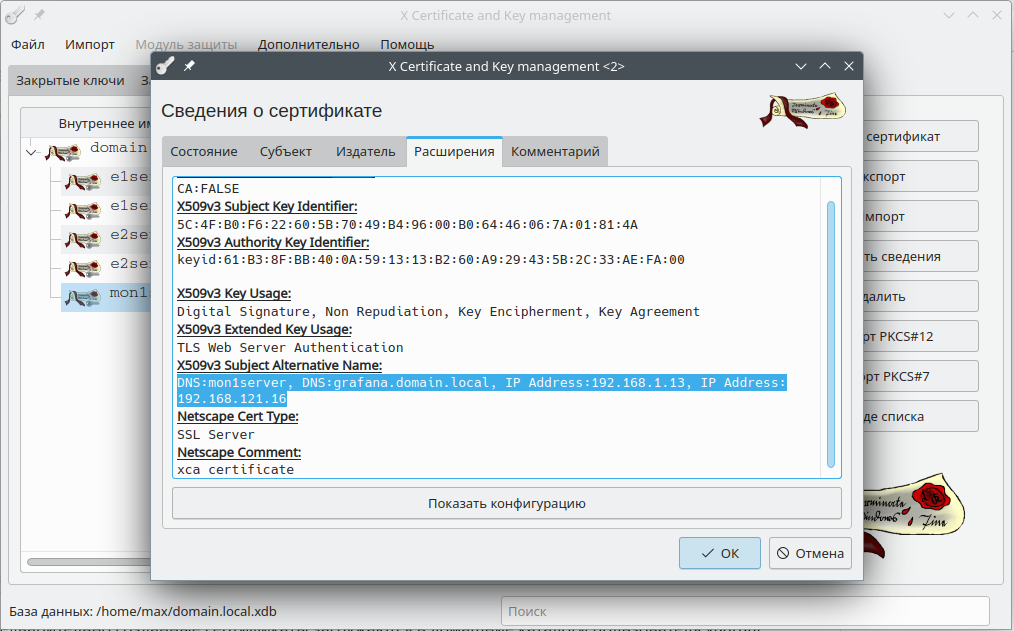 X Certificate and Key management
Файл Импорт Модуль защиты Дополнительно Помощь
Закрытые ключи
Внутреннее
domain
e1se
e1se
e2se
e2se
mon1
X Certificate and Key management <2>
Сведения о сертификате
Состояние Субъект Издатель Расширения Комментарий
CA:FALSE
X509v3 Subject Key Identifier:
5C:4F:B0:F6:22:60:5B:70:49:B4:96:00:B0:64:46:06:7A:01:81:4A
X509v3 Authority Key Identifier:
keyid:61:B3:8F:BB:40:0A:59:13:13:B2:60:A9:29:43:5B:2C:33:AE:FA:00
X509v3 Key Usage:
Digital Signature, Non Repudiation, Key Encipherment, Key Agreement
X509v3 Extended Key Usage:
TLS Web Server Authentication
X509v3 Subject Alternative Name:
DNS:mon1server, DNS:grafana.domain.local, IP Address:192.168.1.13, IP Address:
192.168.121.16
Netscape Cert Type:
SSL Server
Netscape Comment:
xca certificate
Показать конфигурацию
OK Отмена
сертификат
кспорт
мпорт
ть сведения
далить
рт PKCS#12
рт PKCS#7
де списка
База данных: /home/max/domain.local.xdb
Поиск